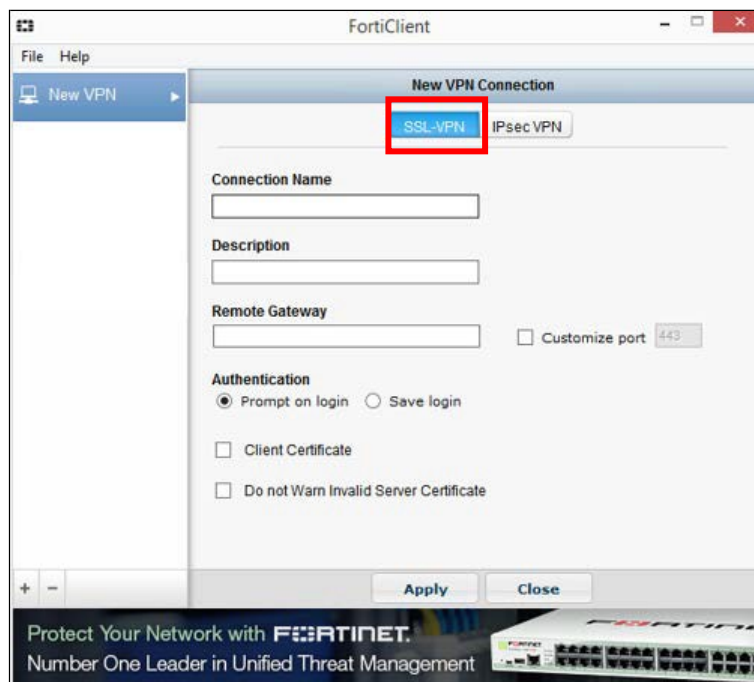 FortiClient
File Help
New VPN
New VPN Connection
SSL-VPN IPsec VPN
Connection Name
Description
Remote Gateway
Customize port 443
Authentication
Prompt on login Save login
Client Certificate
Do not Warn Invalid Server Certificate
+ −
Apply Close
Protect Your Network with FORTINET.
Number One Leader in Unified Threat Management